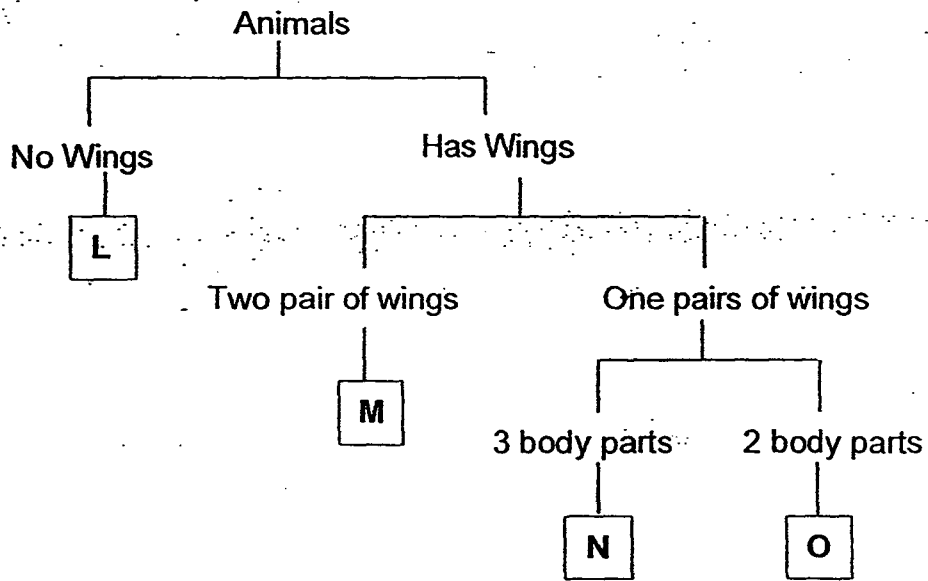 Animals
No Wings
Has Wings
L
Two pair of wings
One pairs of wings
M
3 body parts
2 body parts
N
O